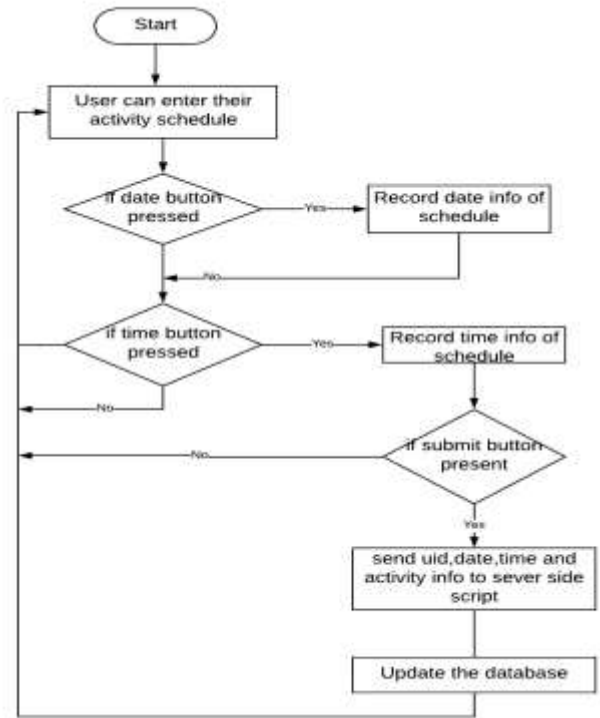 Start
User can enter their
activity schedule
if date button
pressed
Yes
Record date info of
schedule
No
if time button
pressed
Yes
Record time info of
schedule
No
if submit button
present
No
Yes
send uid,date,time and
activity info to sever side
script
Update the database